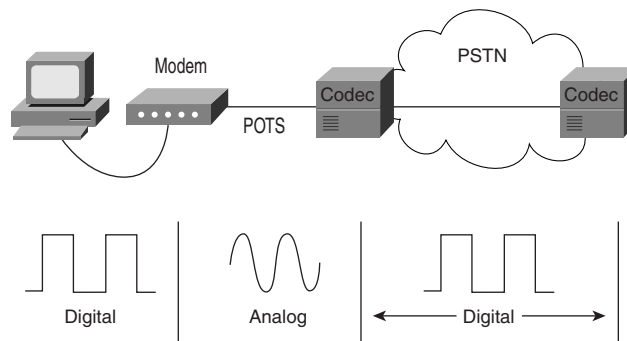 Modem
PSTN
Codec
Codec
POTS
Digital
Analog
Digital